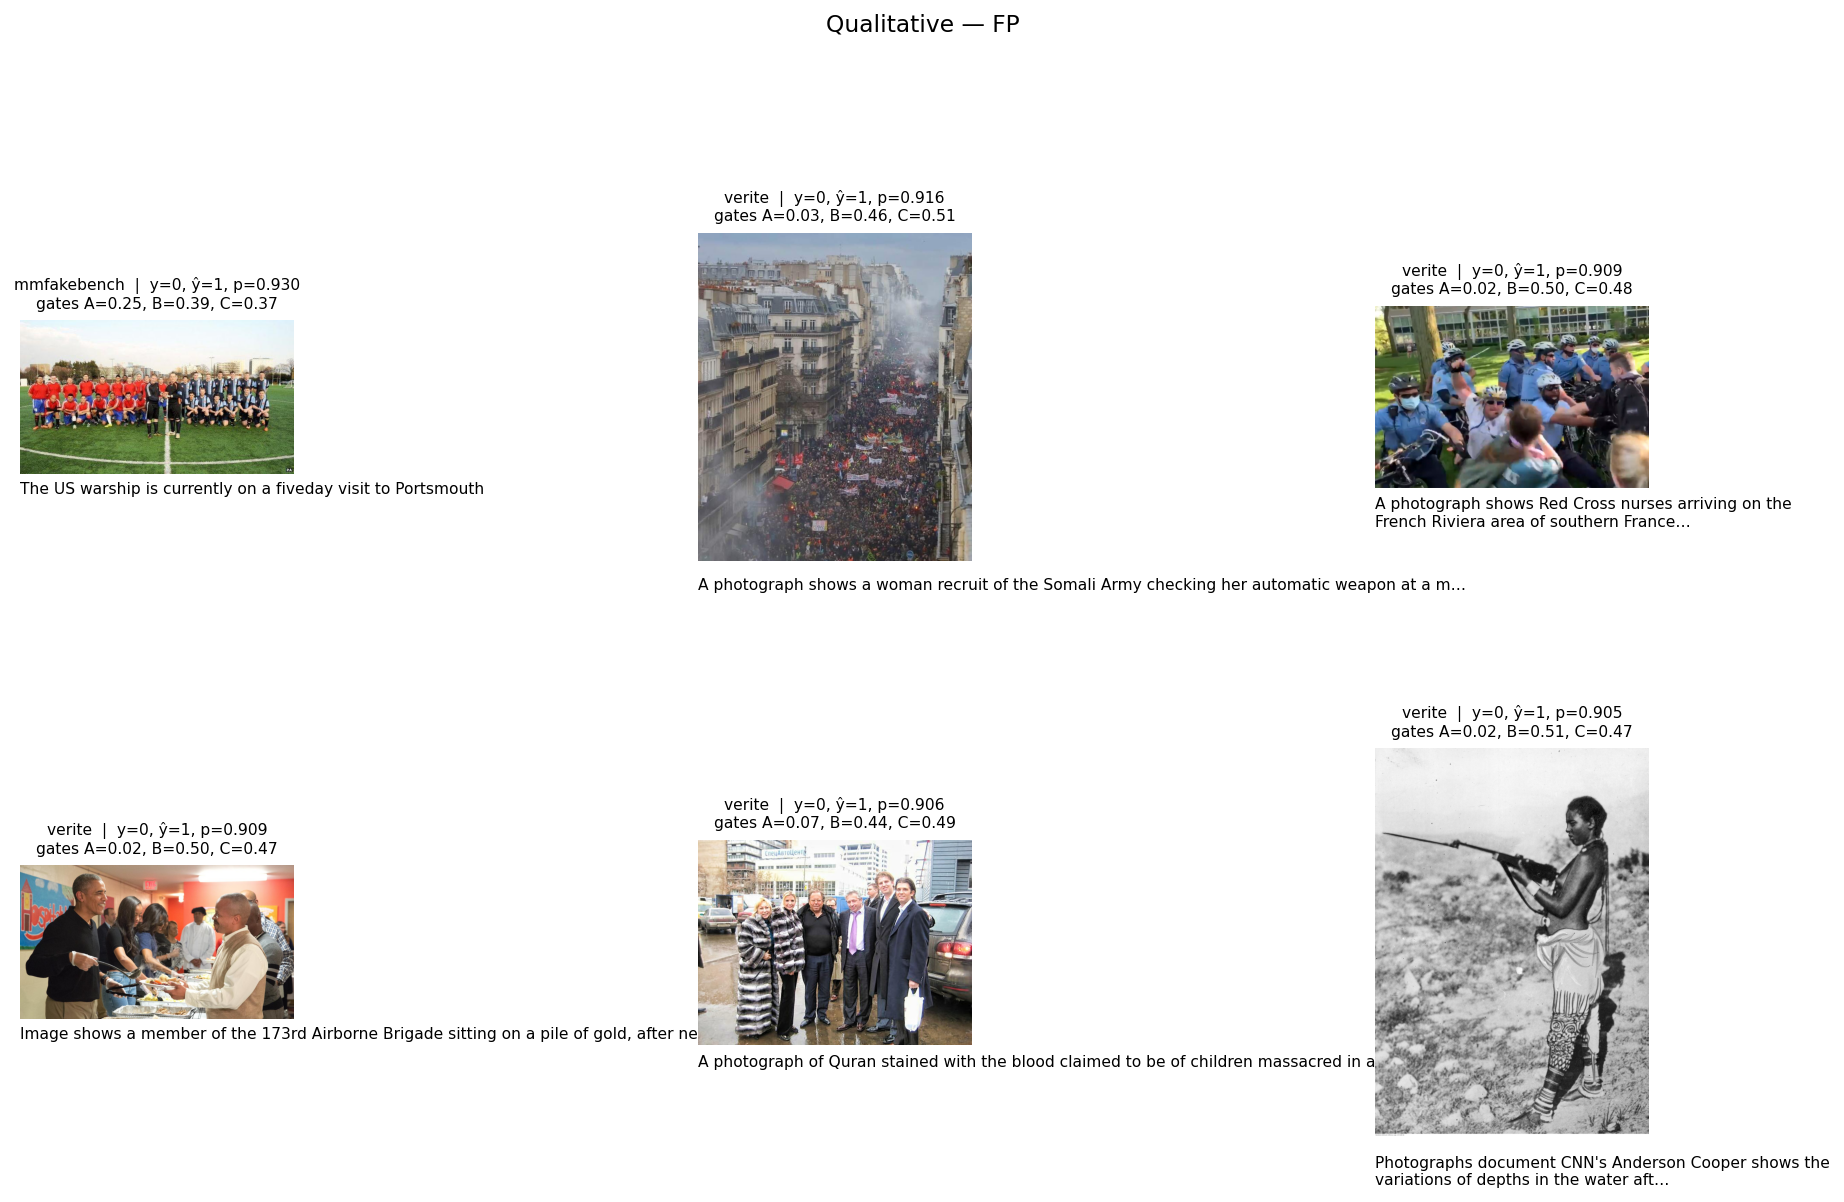 Qualitative — FP
mmfakebench | y=0, ŷ=1, p=0.930
gates A=0.25, B=0.39, C=0.37
The US warship is currently on a fiveday visit to Portsmouth
verite | y=0, ŷ=1, p=0.916
gates A=0.03, B=0.46, C=0.51
A photograph shows a woman recruit of the Somali Army checking her automatic weapon at a m…
verite | y=0, ŷ=1, p=0.909
gates A=0.02, B=0.50, C=0.48
A photograph shows Red Cross nurses arriving on the
French Riviera area of southern France…
verite | y=0, ŷ=1, p=0.909
gates A=0.02, B=0.50, C=0.47
Image shows a member of the 173rd Airborne Brigade sitting on a pile of gold, after ne
verite | y=0, ŷ=1, p=0.906
gates A=0.07, B=0.44, C=0.49
A photograph of Quran stained with the blood claimed to be of children massacred in a
verite | y=0, ŷ=1, p=0.905
gates A=0.02, B=0.51, C=0.47
Photographs document CNN's Anderson Cooper shows the
variations of depths in the water aft…